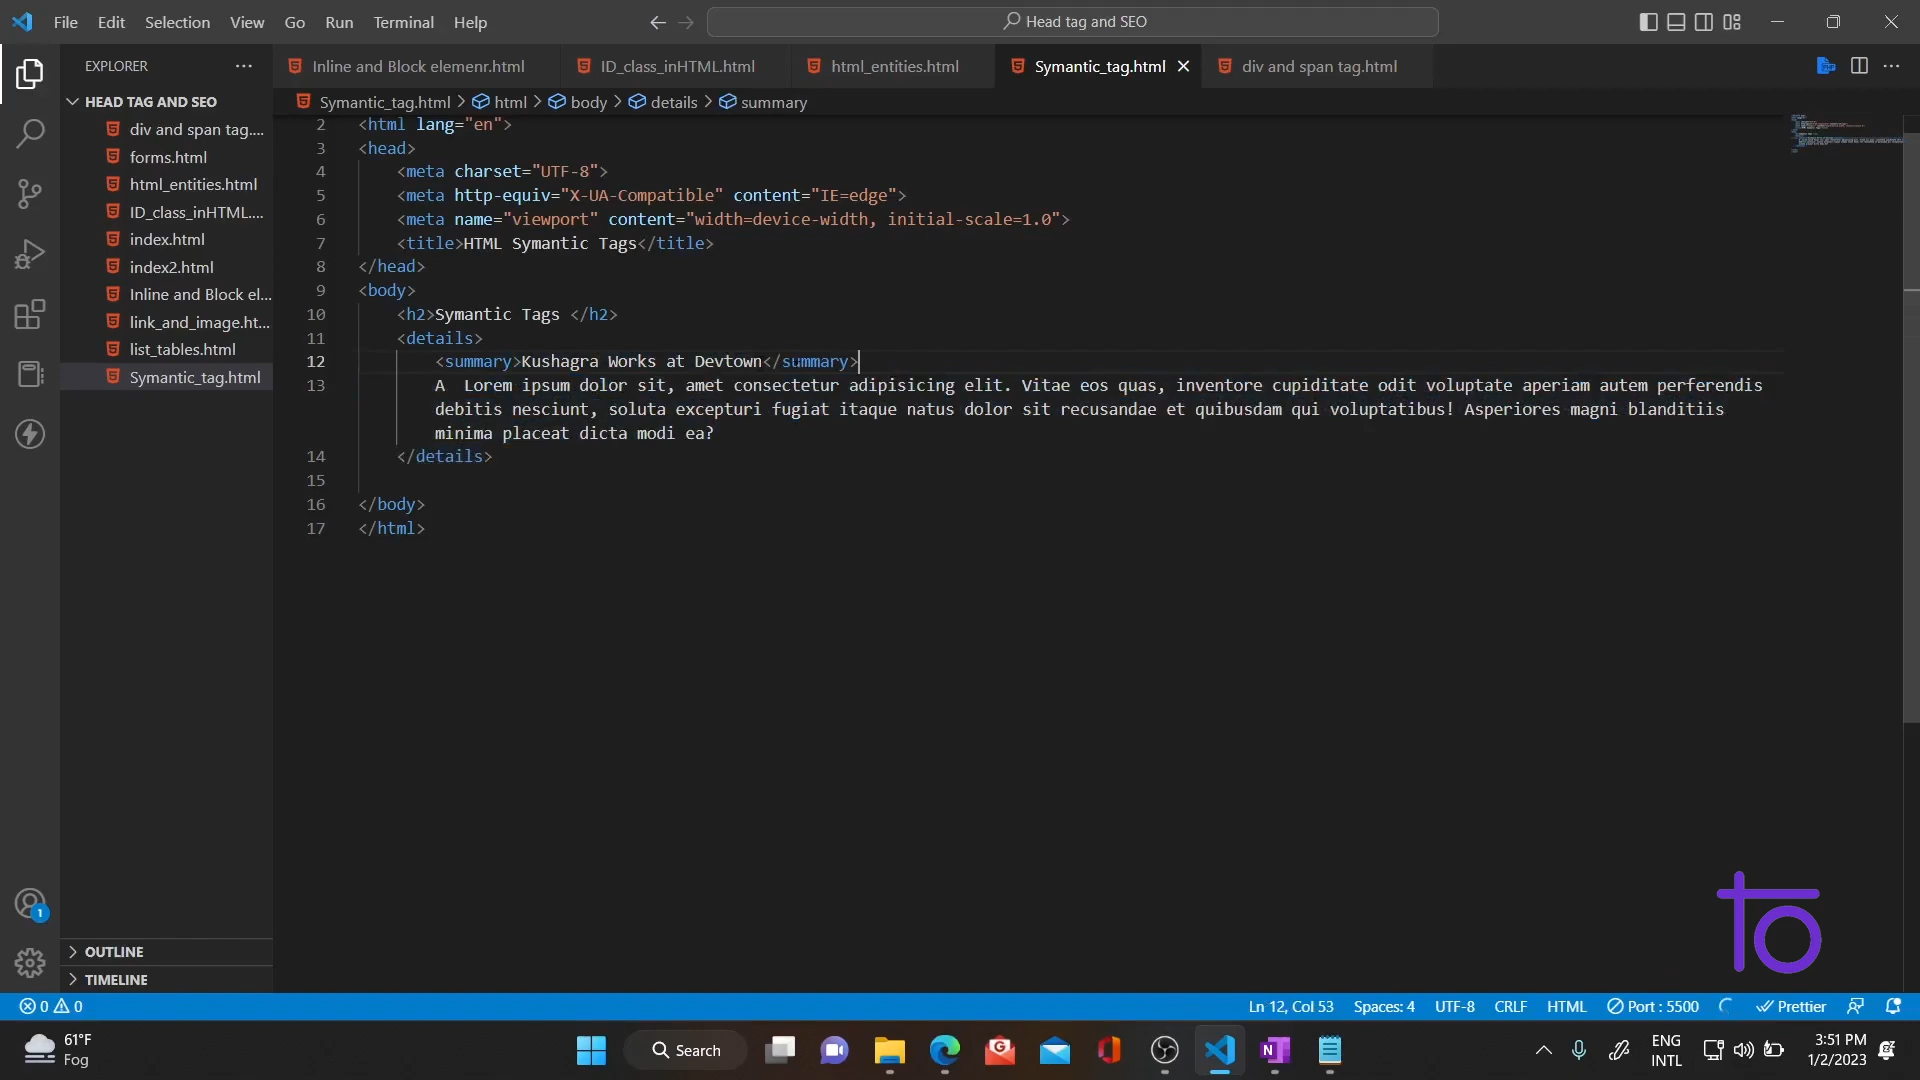 File Edit Selection View Go Run Terminal Help
Head tag and SEO
EXPLORER
Inline and Block elemenr.html
ID_class_inHTML.html
html_entities.html
Symantic_tag.html
div and span tag.html
HEAD TAG AND SEO
div and span tag....
forms.html
html_entities.html
ID_class_inHTML....
index.html
index2.html
Inline and Block el...
link_and_image.ht...
list_tables.html
Symantic_tag.html
OUTLINE
TIMELINE
Symantic_tag.html > html > body > details > summary
2 <html lang="en">
3 <head>
4 <meta charset="UTF-8">
5 <meta http-equiv="X-UA-Compatible" content="IE=edge">
6 <meta name="viewport" content="width=device-width, initial-scale=1.0">
7 <title>HTML Symantic Tags</title>
8 </head>
9 <body>
10 <h2>Symantic Tags </h2>
11 <details>
12 <summary>Kushagra Works at Devtown</summary>
13 A  Lorem ipsum dolor sit, amet consectetur adipisicing elit. Vitae eos quas, inventore cupiditate odit voluptate aperiam autem perferendis
debitis nesciunt, soluta excepturi fugiat itaque natus dolor sit recusandae et quibusdam qui voluptatibus! Asperiores magni blanditiis
minima placeat dicta modi ea?
14 </details>
15
16 </body>
17 </html>
1
0 0
Ln 12, Col 53 Spaces: 4 UTF-8 CRLF HTML Port : 5500 Prettier
61°F
Fog
Search
ENG
INTL
3:51 PM
1/2/2023